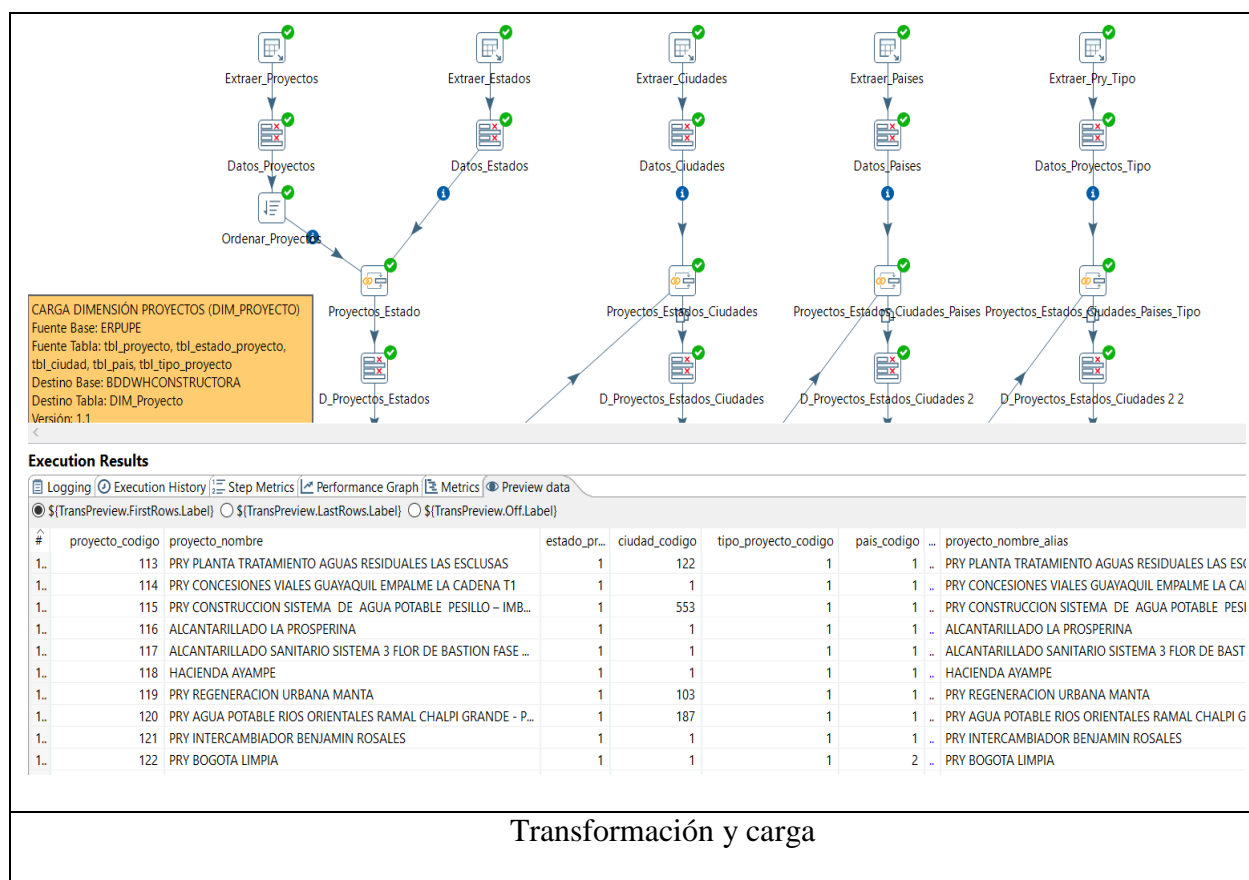 Extraer_Proyectos Extraer_Estados Extraer_Ciudades Extraer_Paises Extraer_Pry_Tipo
Datos_Proyectos Datos_Estados Datos_Ciudades Datos_Paises Datos_Proyectos_Tipo
Ordenar_Proyectos
Proyectos_Estado Proyectos_Estados_Ciudades Proyectos_Estados_Ciudades_Paises Proyectos_Estados_Ciudades_Paises_Tipo
CARGA DIMENSIÓN PROYECTOS (DIM_PROYECTO)
Fuente Base: ERPUPE
Fuente Tabla: tbl_proyecto, tbl_estado_proyecto,
tbl_ciudad, tbl_pais, tbl_tipo_proyecto
Destino Base: BDDWHCONSTRUCTORA
Destino Tabla: DIM_Proyecto
Versión: 1.1
D_Proyectos_Estados D_Proyectos_Estados_Ciudades D_Proyectos_Estados_Ciudades 2 D_Proyectos_Estados_Ciudades 2 2
Execution Results
Logging Execution History Step Metrics Performance Graph Metrics Preview data
${TransPreview.FirstRows.Label} ${TransPreview.LastRows.Label} ${TransPreview.Off.Label}
# proyecto_codigo proyecto_nombre estado_pr... ciudad_codigo tipo_proyecto_codigo pais_codigo ... proyecto_nombre_alias
1.. 113 PRY PLANTA TRATAMIENTO AGUAS RESIDUALES LAS ESCLUSAS 1 122 1 1 .. PRY PLANTA TRATAMIENTO AGUAS RESIDUALES LAS ESC
1.. 114 PRY CONCESIONES VIALES GUAYAQUIL EMPALME LA CADENA T1 1 1 1 1 .. PRY CONCESIONES VIALES GUAYAQUIL EMPALME LA CA
1.. 115 PRY CONSTRUCCION SISTEMA DE AGUA POTABLE PESILLO – IMB... 1 553 1 1 .. PRY CONSTRUCCION SISTEMA DE AGUA POTABLE PESI
1.. 116 ALCANTARILLADO LA PROSPERINA 1 1 1 1 .. ALCANTARILLADO LA PROSPERINA
1.. 117 ALCANTARILLADO SANITARIO SISTEMA 3 FLOR DE BASTION FASE ... 1 1 1 1 .. ALCANTARILLADO SANITARIO SISTEMA 3 FLOR DE BAST
1.. 118 HACIENDA AYAMPE 1 1 1 1 .. HACIENDA AYAMPE
1.. 119 PRY REGENERACION URBANA MANTA 1 103 1 1 .. PRY REGENERACION URBANA MANTA
1.. 120 PRY AGUA POTABLE RIOS ORIENTALES RAMAL CHALPI GRANDE - P... 1 187 1 1 .. PRY AGUA POTABLE RIOS ORIENTALES RAMAL CHALPI G
1.. 121 PRY INTERCAMBIADOR BENJAMIN ROSALES 1 1 1 1 .. PRY INTERCAMBIADOR BENJAMIN ROSALES
1.. 122 PRY BOGOTA LIMPIA 1 1 1 2 .. PRY BOGOTA LIMPIA
Transformación y carga